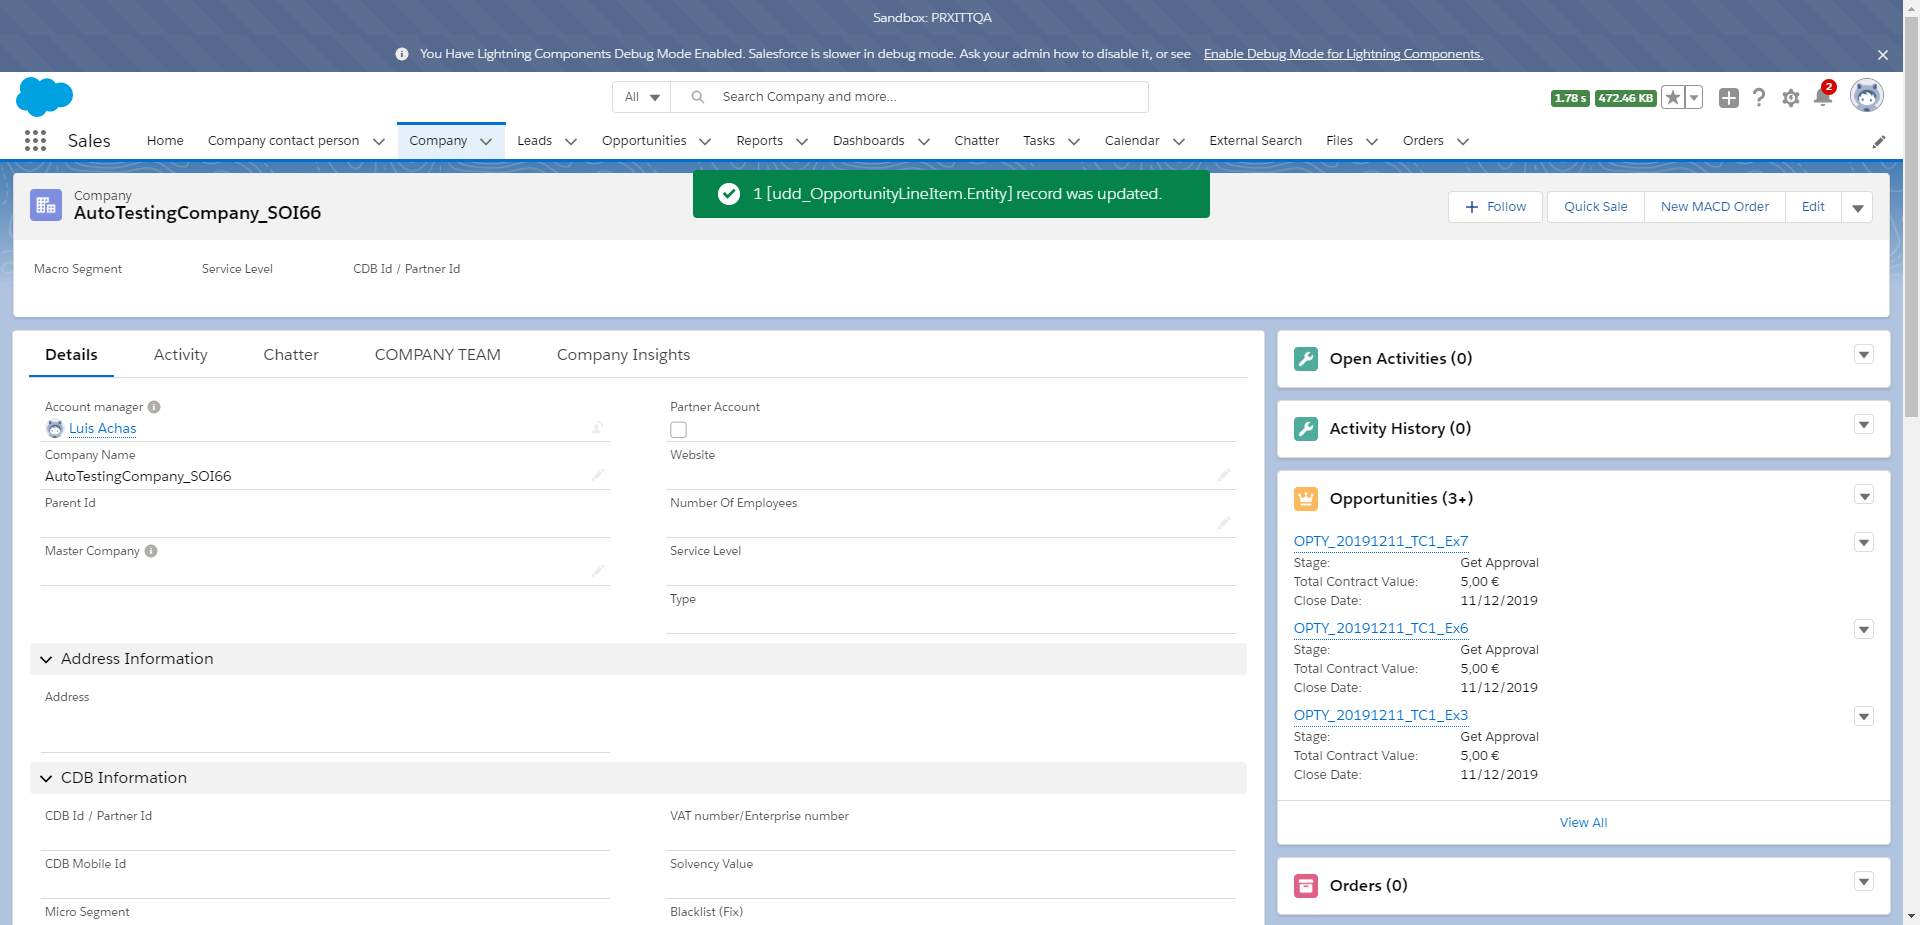 Sandbox: PRXITTQA
You Have Lightning Components Debug Mode Enabled. Salesforce is slower in debug mode. Ask your admin how to disable it, or see Enable Debug Mode for Lightning Components.
All Search Company and more...
1.78 s 472.46 KB 2
Sales Home Company contact person Company Leads Opportunities Reports Dashboards Chatter Tasks Calendar External Search Files Orders
1 [udd_OpportunityLineItem.Entity] record was updated.
Company
AutoTestingCompany_SOI66
Follow Quick Sale New MACD Order Edit
Macro Segment Service Level CDB Id / Partner Id
Details Activity Chatter COMPANY TEAM Company Insights
Account manager
Luis Achas
Company Name
AutoTestingCompany_SOI66
Parent Id
Master Company
Partner Account
Website
Number Of Employees
Service Level
Type
Address Information
Address
CDB Information
CDB Id / Partner Id
CDB Mobile Id
Micro Segment
VAT number/Enterprise number
Solvency Value
Blacklist (Fix)
Open Activities (0)
Activity History (0)
Opportunities (3+)
OPTY_20191211_TC1_Ex7
Stage: Get Approval
Total Contract Value: 5,00 €
Close Date: 11/12/2019
OPTY_20191211_TC1_Ex6
Stage: Get Approval
Total Contract Value: 5,00 €
Close Date: 11/12/2019
OPTY_20191211_TC1_Ex3
Stage: Get Approval
Total Contract Value: 5,00 €
Close Date: 11/12/2019
View All
Orders (0)